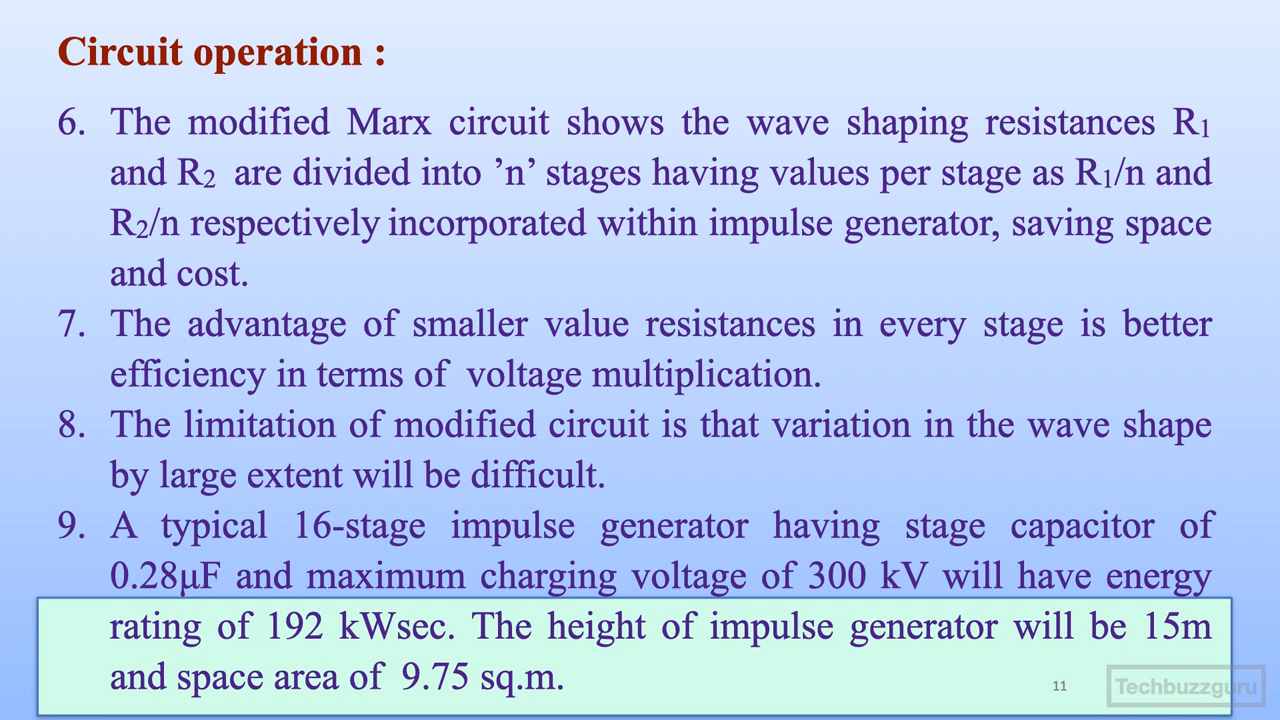 Circuit operation :
6. The modified Marx circuit shows the wave shaping resistances R₁
and R₂ are divided into ’n’ stages having values per stage as R₁/n and
R₂/n respectively incorporated within impulse generator, saving space
and cost.
7. The advantage of smaller value resistances in every stage is better
efficiency in terms of voltage multiplication.
8. The limitation of modified circuit is that variation in the wave shape
by large extent will be difficult.
9. A typical 16-stage impulse generator having stage capacitor of
0.28μF and maximum charging voltage of 300 kV will have energy
rating of 192 kWsec. The height of impulse generator will be 15m
and space area of 9.75 sq.m.
11
Techbuzzguru